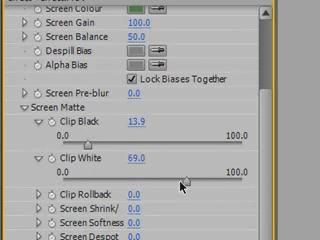 Screen Colour
Screen Gain 100.0
Screen Balance 50.0
Despill Bias
Alpha Bias
Lock Biases Together
Screen Pre-blur 0.0
Screen Matte
Clip Black 13.9
0.0 100.0
Clip White 69.0
0.0 100.0
Clip Rollback 0.0
Screen Shrink/ 0.0
Screen Softness 0.0
Screen Despot 0.0